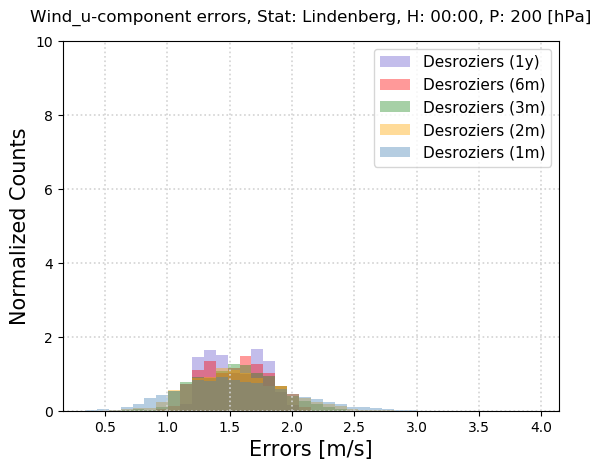 Wind_u-component errors, Stat: Lindenberg, H: 00:00, P: 200 [hPa]
10
8
6
4
2
0
Normalized Counts
Desroziers (1y)
Desroziers (6m)
Desroziers (3m)
Desroziers (2m)
Desroziers (1m)
0.5 1.0 1.5 2.0 2.5 3.0 3.5 4.0
Errors [m/s]